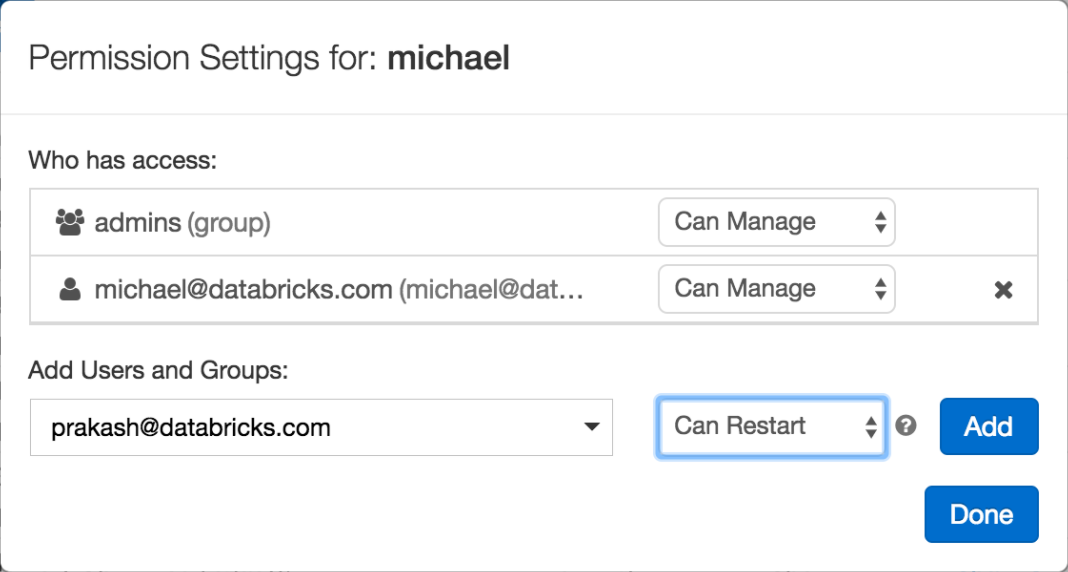 Permission Settings for: michael
Who has access:
admins (group) Can Manage
michael@databricks.com (michael@dat... Can Manage
Add Users and Groups:
prakash@databricks.com Can Restart ? Add
Done